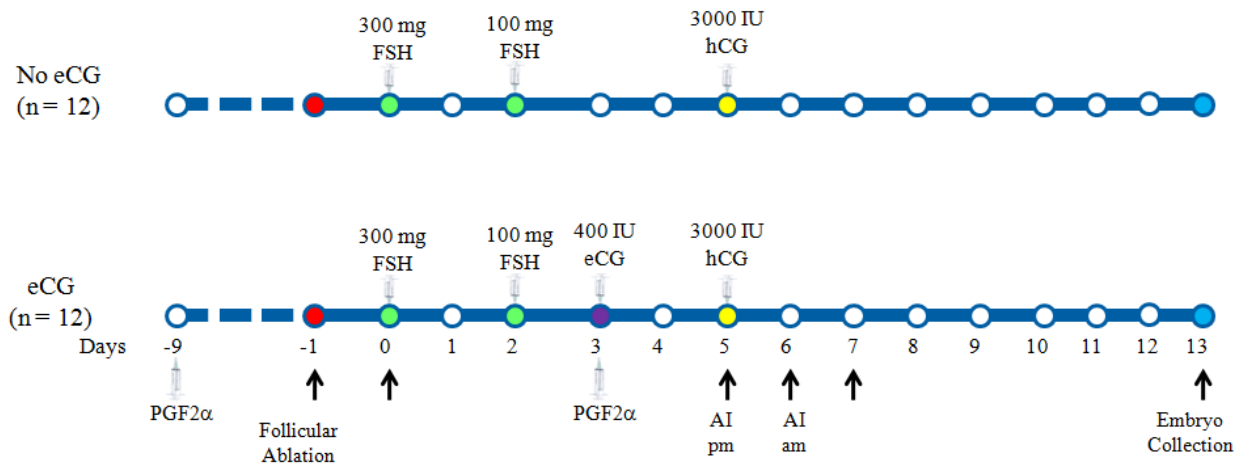 300 mg
FSH
100 mg
FSH
3000 IU
hCG
No eCG
(n = 12)
300 mg
FSH
100 mg
FSH
400 IU
eCG
3000 IU
hCG
eCG
(n = 12)
Days -9 -1 0 1 2 3 4 5 6 7 8 9 10 11 12 13
PGF2α
Follicular
Ablation
PGF2α
AI
pm
AI
am
Embryo
Collection